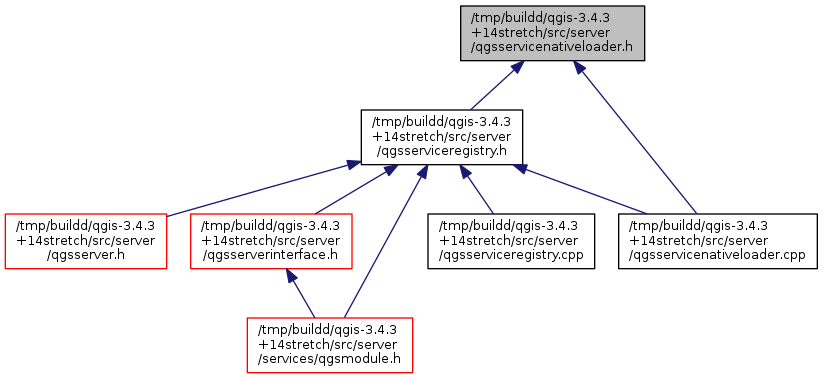 /tmp/buildd/qgis-3.4.3
+14stretch/src/server
/qgsservicenativeloader.h
/tmp/buildd/qgis-3.4.3
+14stretch/src/server
/qgsserviceregistry.h
/tmp/buildd/qgis-3.4.3
+14stretch/src/server
/qgsserver.h
/tmp/buildd/qgis-3.4.3
+14stretch/src/server
/qgsserverinterface.h
/tmp/buildd/qgis-3.4.3
+14stretch/src/server
/qgsserviceregistry.cpp
/tmp/buildd/qgis-3.4.3
+14stretch/src/server
/qgsservicenativeloader.cpp
/tmp/buildd/qgis-3.4.3
+14stretch/src/server
/services/qgsmodule.h